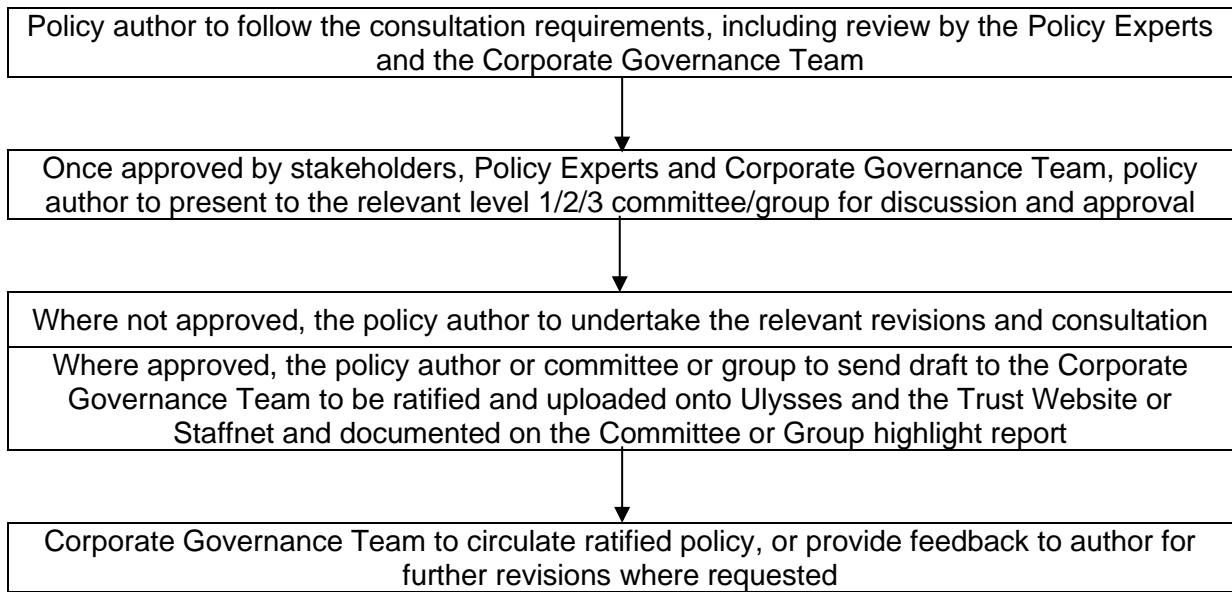 Policy author to follow the consultation requirements, including review by the Policy Experts
and the Corporate Governance Team
Once approved by stakeholders, Policy Experts and Corporate Governance Team, policy
author to present to the relevant level 1/2/3 committee/group for discussion and approval
Where not approved, the policy author to undertake the relevant revisions and consultation
Where approved, the policy author or committee or group to send draft to the Corporate
Governance Team to be ratified and uploaded onto Ulysses and the Trust Website or
Staffnet and documented on the Committee or Group highlight report
Corporate Governance Team to circulate ratified policy, or provide feedback to author for
further revisions where requested